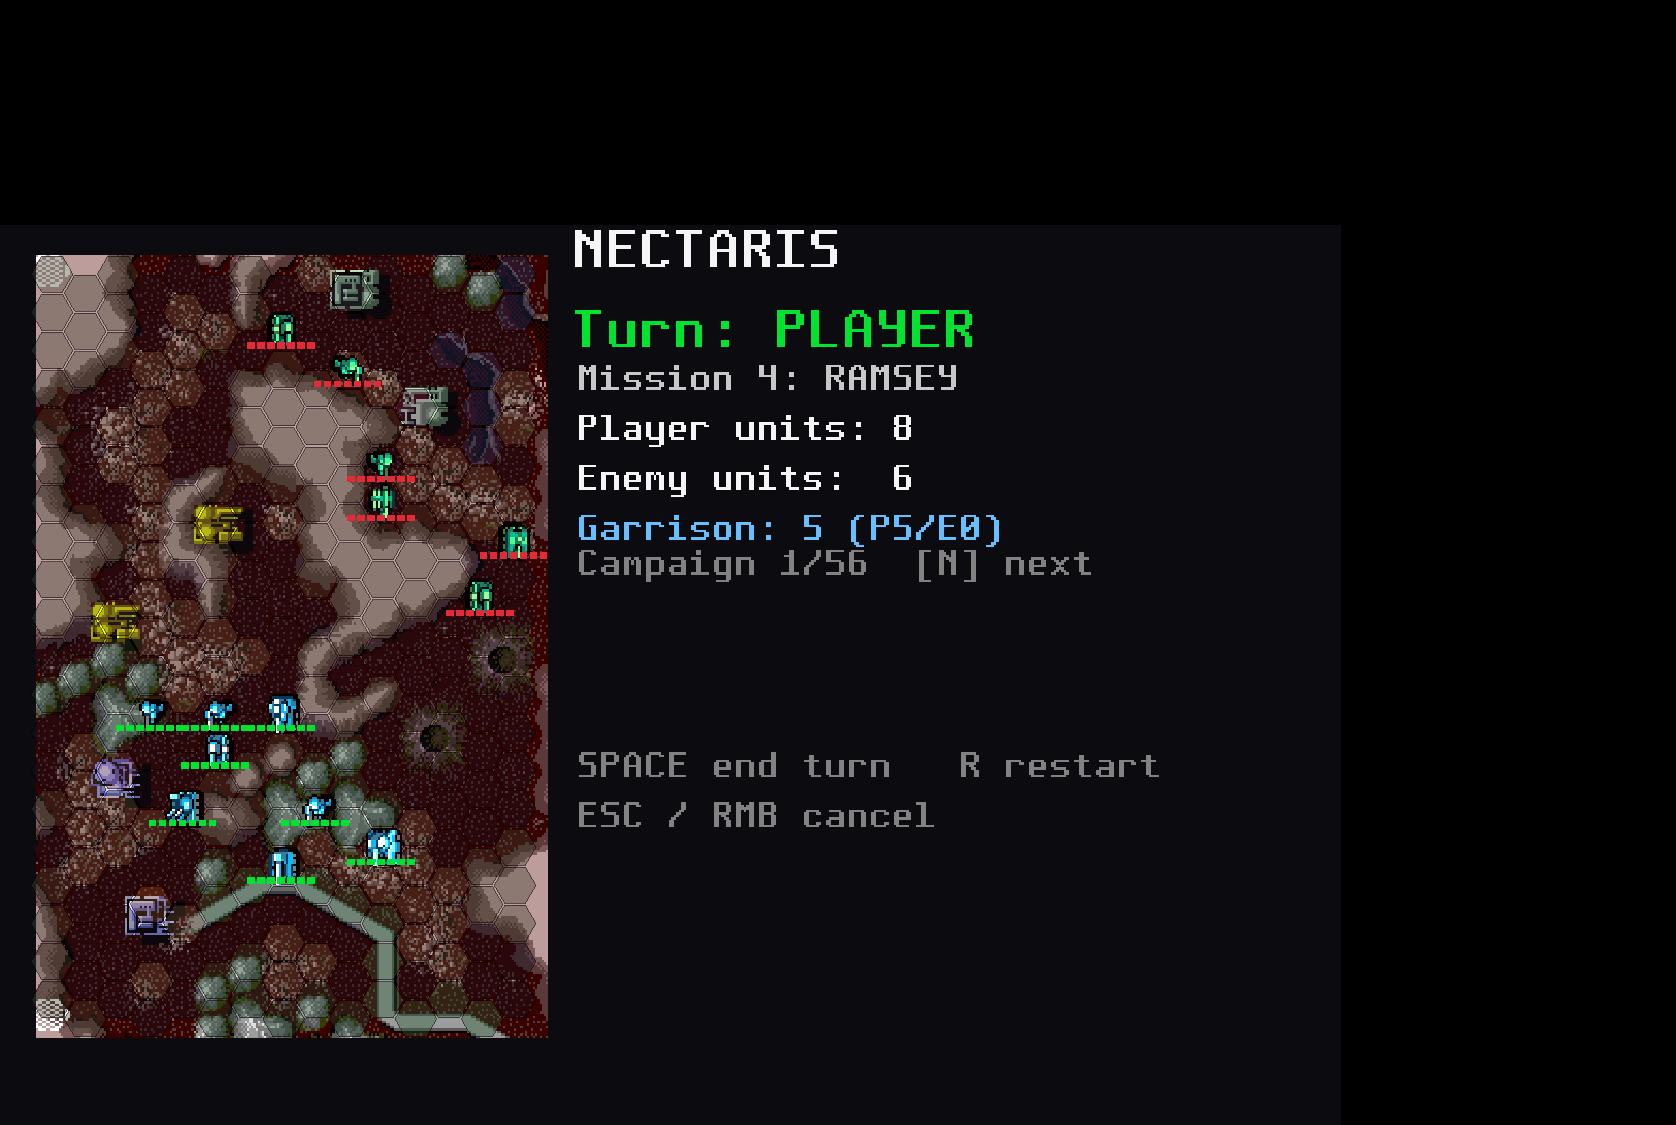 NECTARIS
Turn: PLAYER
Mission 4: RAMSEY
Player units: 8
Enemy units:  6
Garrison: 5 (P5/E0)
Campaign 1/56  [N] next
SPACE end turn   R restart
ESC / RMB cancel